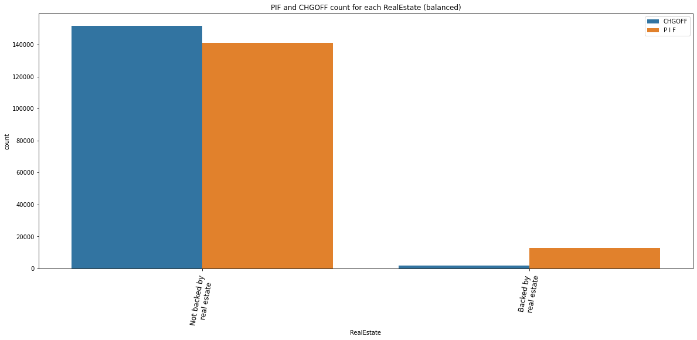 PIF and CHGOFF count for each RealEstate (balanced)
CHGOFF
P I F
140000
120000
100000
80000
60000
40000
20000
0
count
Not backed by
real estate
Backed by
real estate
RealEstate